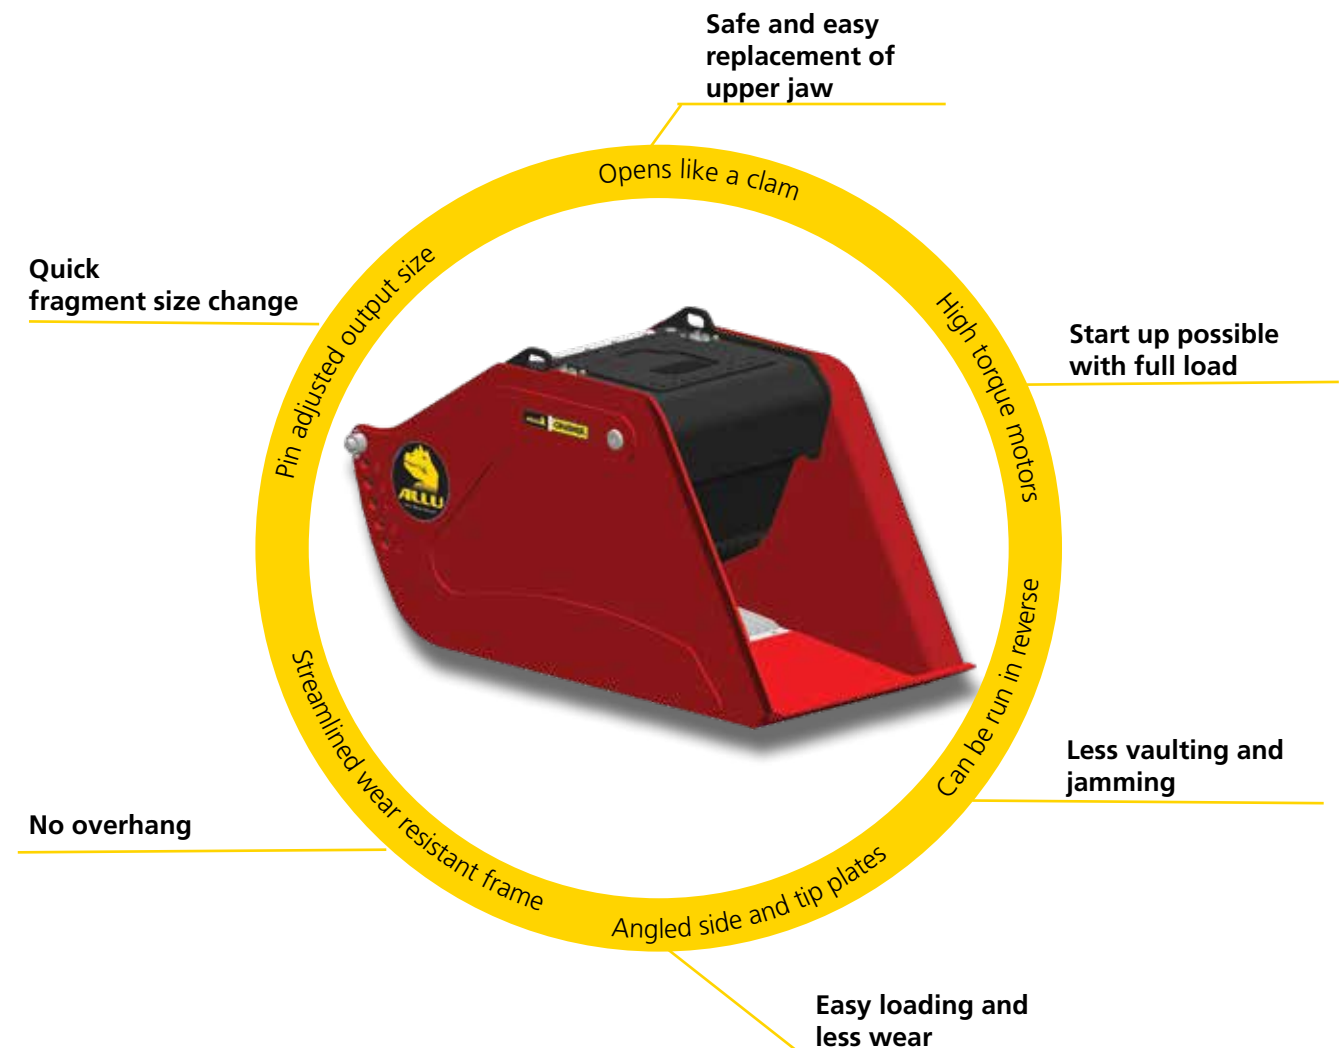 Safe and easy
replacement of
upper jaw
Opens like a clam
Quick
fragment size change
Pin adjusted output size
High torque motors
Start up possible
with full load
ALLU
CRUSHER
Can be run in reverse
Less vaulting and
jamming
Streamlined wear resistant frame
No overhang
Angled side and tip plates
Easy loading and
less wear